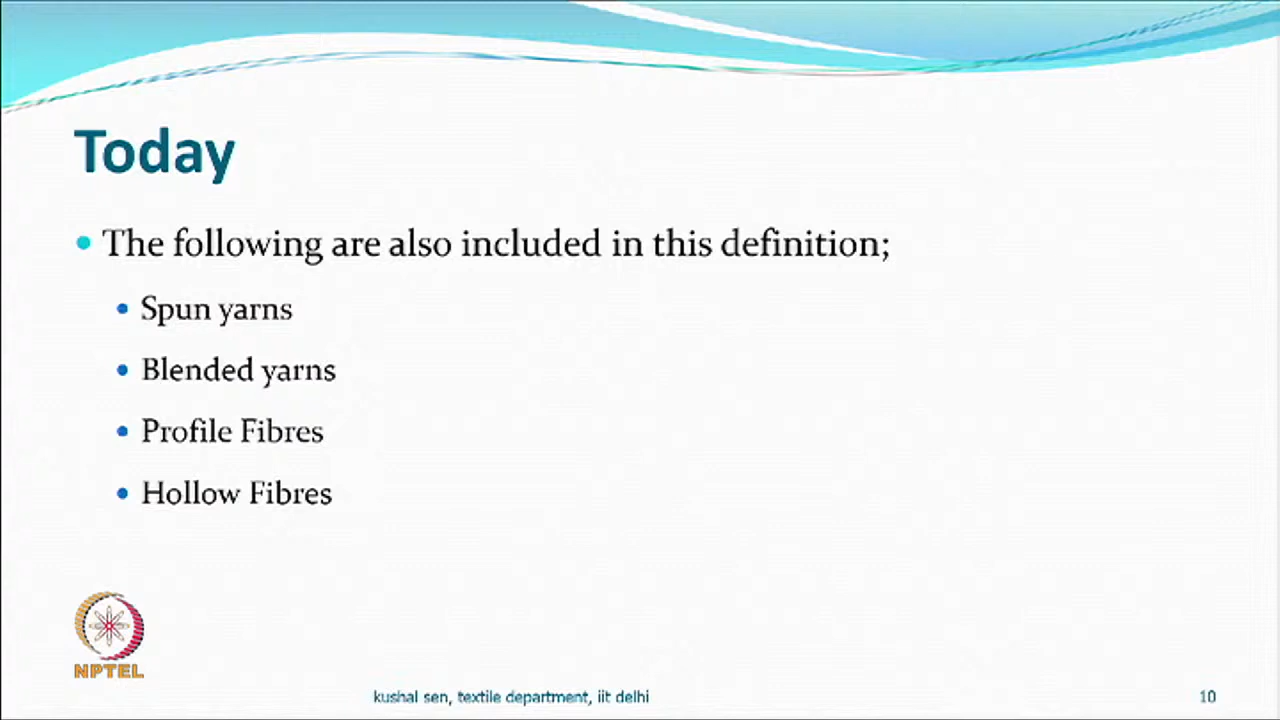 Today
The following are also included in this definition;
Spun yarns
Blended yarns
Profile Fibres
Hollow Fibres
NPTEL
kushal sen, textile department, iit delhi
10